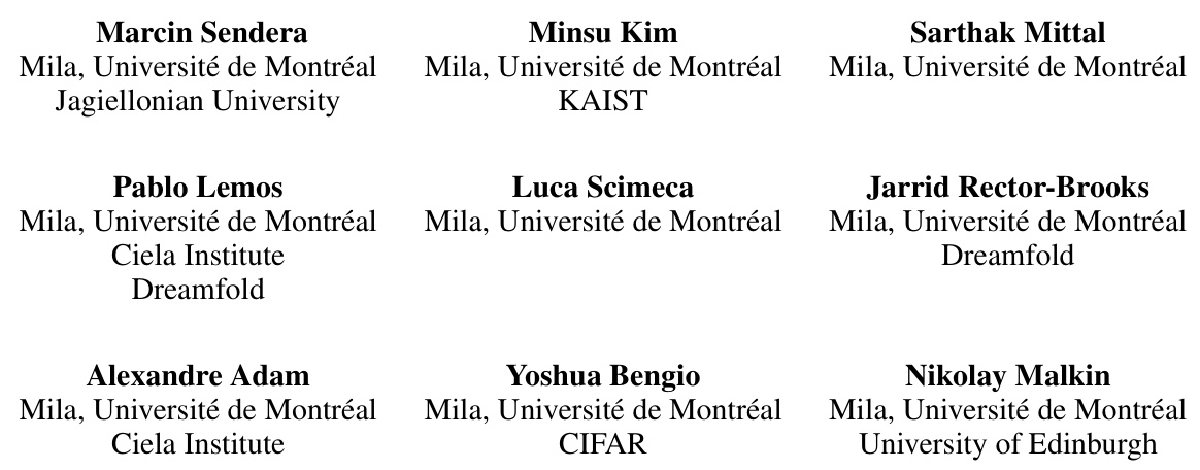 Marcin Sendera
Mila, Université de Montréal
Jagiellonian University
Minsu Kim
Mila, Université de Montréal
KAIST
Sarthak Mittal
Mila, Université de Montréal
Pablo Lemos
Mila, Université de Montréal
Ciela Institute
Dreamfold
Luca Scimeca
Mila, Université de Montréal
Jarrid Rector-Brooks
Mila, Université de Montréal
Dreamfold
Alexandre Adam
Mila, Université de Montréal
Ciela Institute
Yoshua Bengio
Mila, Université de Montréal
CIFAR
Nikolay Malkin
Mila, Université de Montréal
University of Edinburgh